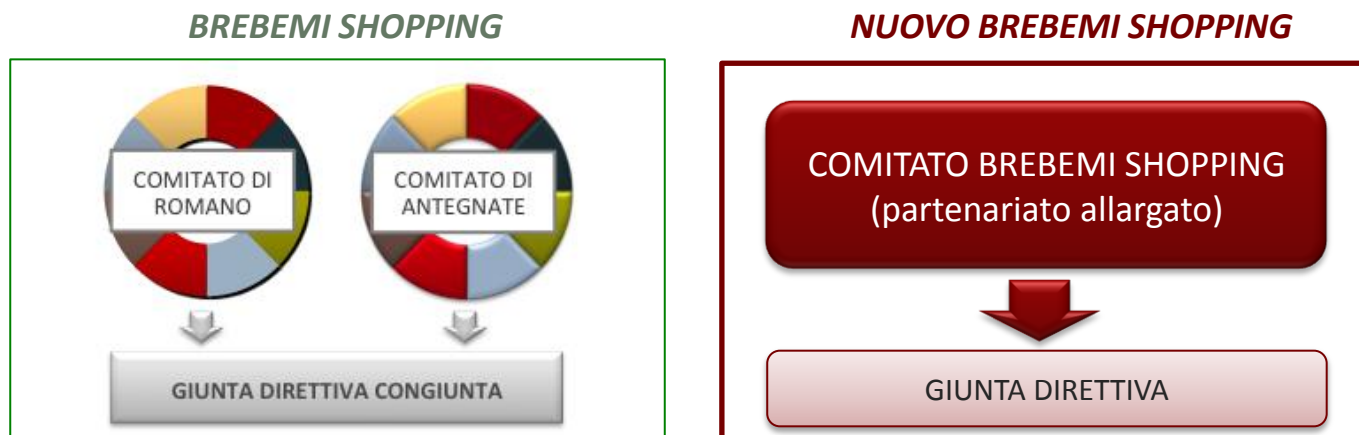 BREBEMI SHOPPING
COMITATO DI
ROMANO
COMITATO DI
ANTEGNATE
GIUNTA DIRETTIVA CONGIUNTA
NUOVO BREBEMI SHOPPING
COMITATO BREBEMI SHOPPING
(partenariato allargato)
GIUNTA DIRETTIVA